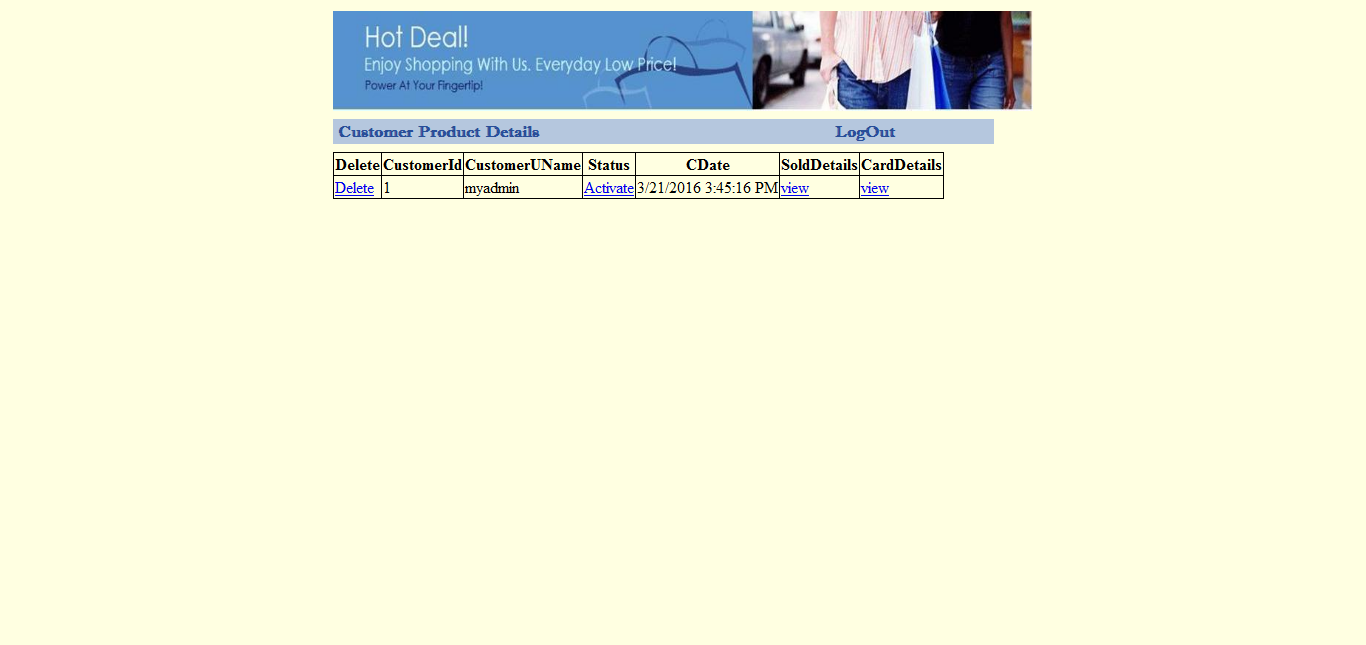 Hot Deal!
Enjoy Shopping With Us. Everyday Low Price!
Power At Your Fingertip!
Customer Product Details LogOut
Delete CustomerId CustomerUName Status CDate SoldDetails CardDetails
Delete 1 myadmin Activate 3/21/2016 3:45:16 PM view view